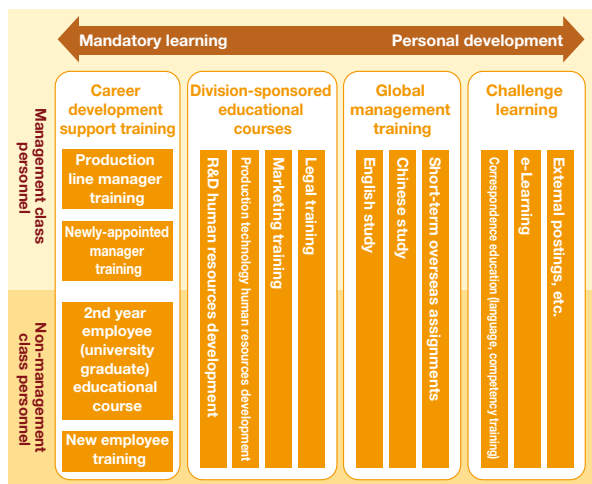 Mandatory learning
Personal development
Management class
personnel
Non-management
class personnel
Career
development
support training
Production
line manager
training
Newly-appointed
manager
training
2nd year
employee
(university
graduate)
educational
course
New employee
training
Division-sponsored
educational
courses
R&D human resources development
Production technology human resources development
Marketing training
Legal training
Global
management
training
English study
Chinese study
Short-term overseas assignments
Challenge
learning
Correspondence education (language, competency training)
e-Learning
External postings, etc.